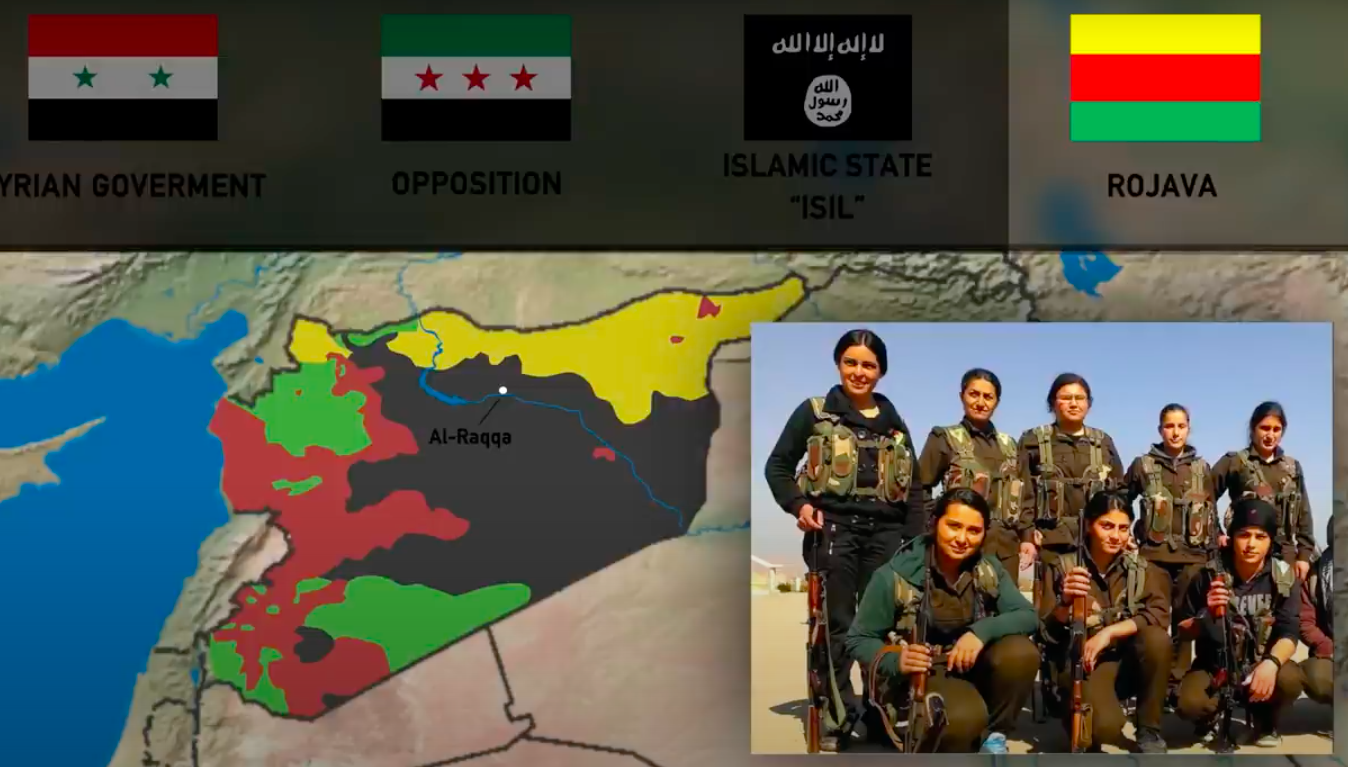 لا إله إلا الله
الله
رسول
محمد
YRIAN GOVERMENT
OPPOSITION
ISLAMIC STATE
"ISIL"
ROJAVA
Al-Raqqa